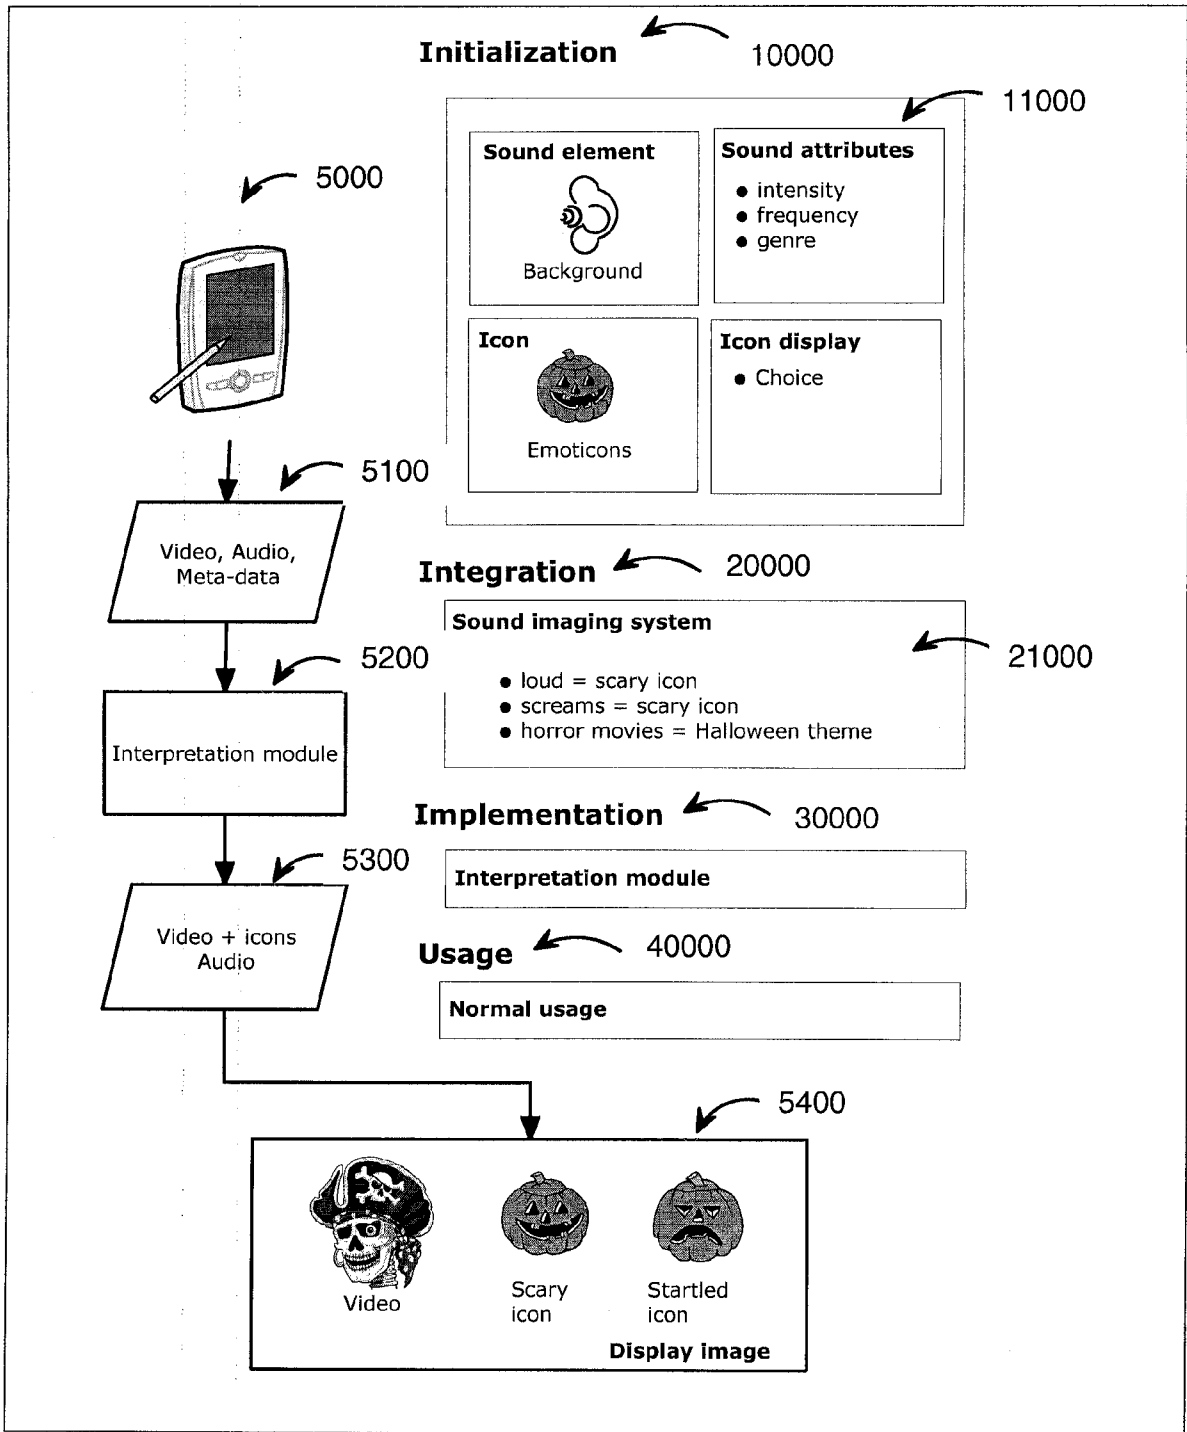 Initialization
10000
11000
Sound element
Background
Sound attributes
● intensity
● frequency
● genre
5000
Icon
Emoticons
Icon display
● Choice
5100
Video, Audio,
Meta-data
Integration
20000
Sound imaging system
21000
● loud = scary icon
● screams = scary icon
● horror movies = Halloween theme
5200
Interpretation module
Implementation
30000
Interpretation module
5300
Video + icons
Audio
Usage
40000
Normal usage
5400
Video
Scary
icon
Startled
icon
Display image